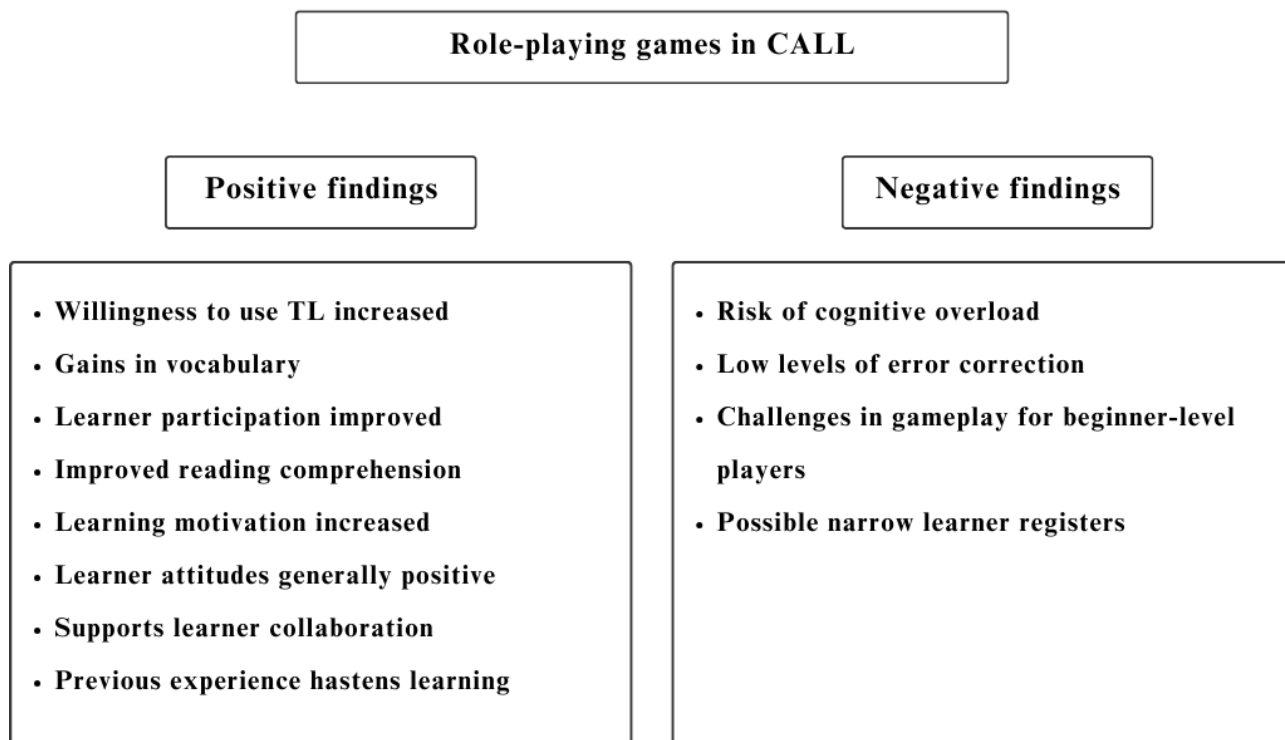 Role-playing games in CALL
Positive findings
• Willingness to use TL increased
• Gains in vocabulary
• Learner participation improved
• Improved reading comprehension
• Learning motivation increased
• Learner attitudes generally positive
• Supports learner collaboration
• Previous experience hastens learning
Negative findings
• Risk of cognitive overload
• Low levels of error correction
• Challenges in gameplay for beginner-level
players
• Possible narrow learner registers